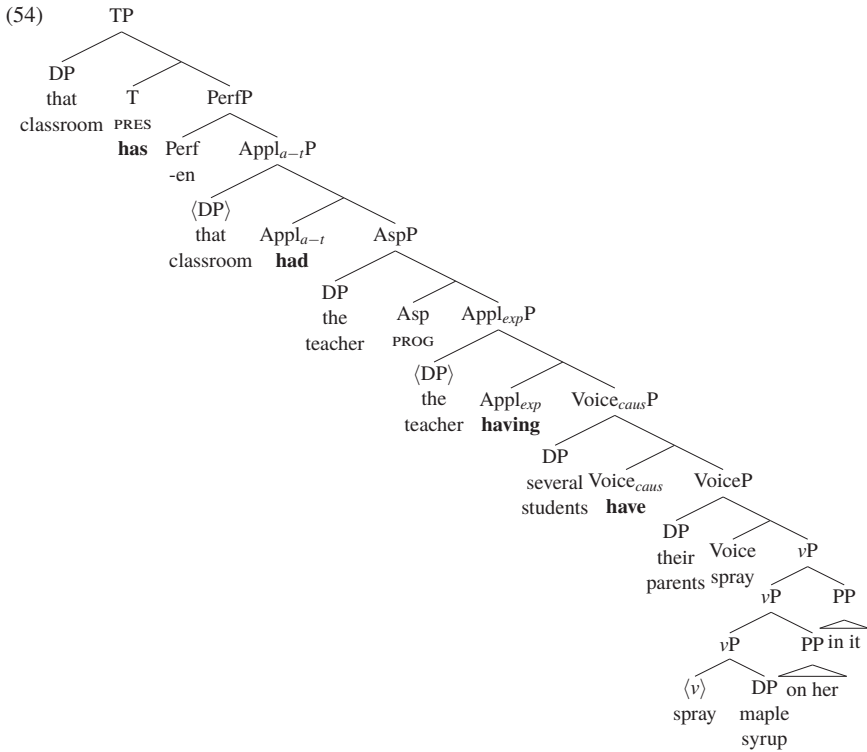 (54)
TP
DP
that
classroom
T
PRES
has
PerfP
Perf
-en
Appl_{a−t}P
⟨DP⟩
that
classroom
Appl_{a−t}
had
AspP
DP
the
teacher
Asp
PROG
Appl_{exp}P
⟨DP⟩
the
teacher
Appl_{exp}
having
Voice_{caus}P
DP
several
students
Voice_{caus}
have
VoiceP
DP
their
parents
Voice
spray
vP
vP
PP
in it
vP
PP
on her
⟨v⟩
spray
DP
maple
syrup